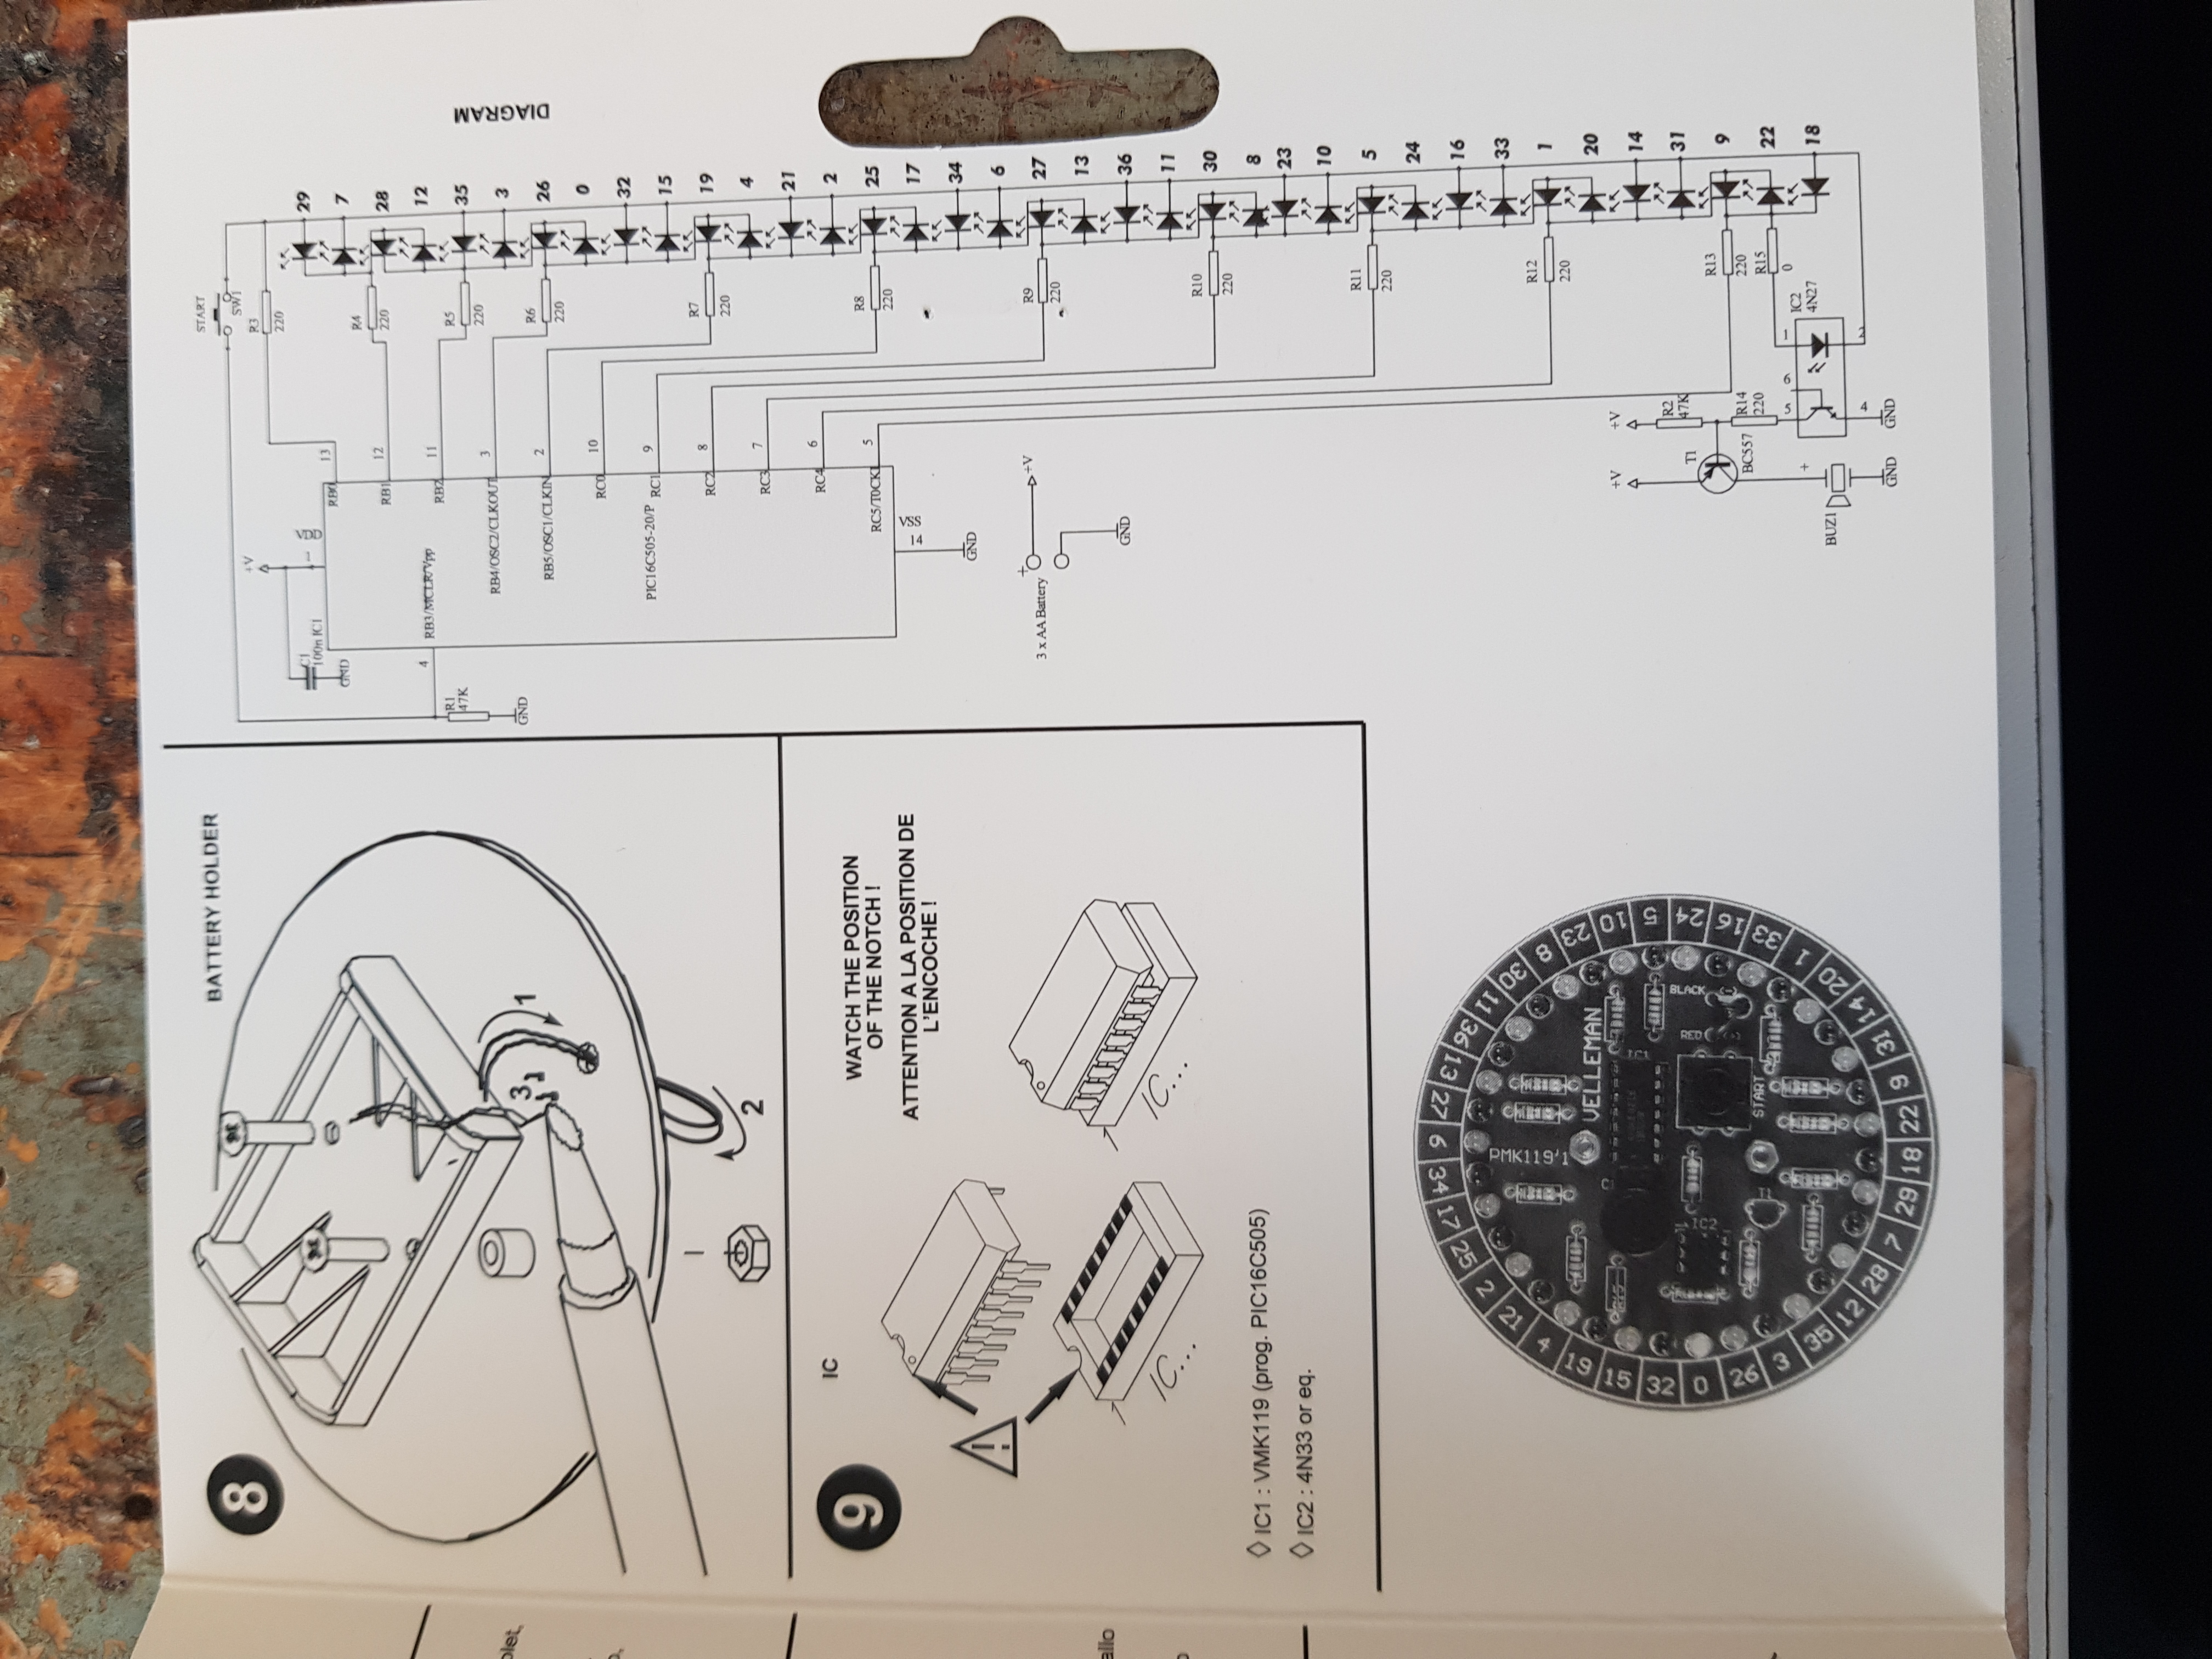 8
BATTERY HOLDER
1
2
3
9
IC
WATCH THE POSITION
OF THE NOTCH !
ATTENTION A LA POSITION DE
L'ENCOCHE !
IC...
IC...
◊ IC1 : VMK119 (prog. PIC16C505)
◊ IC2 : 4N33 or eq.
6 27 13 36 11 30 8 23 10 5 24 16 33 1 20 14 31 9 22 18 29 7 28 12 35 3 26 0 32 15 19 4 21 2 25 17 34
PMK119'1
VELLEMAN
C1
IC1
IC2
RED
BLACK
T1
START
DIAGRAM
START
SW1
R3
220
+V
C1
100n
IC1
GND
1
VDD
RB0
13
RB1
12
R4
220
RB2
11
R5
220
4
RB3/MCLR/Vpp
R1
47K
GND
RB4/OSC2/CLKOUT
3
R6
220
RB5/OSC1/CLKIN
2
R7
220
RC0
10
R8
220
PIC16C505-20/P
RC1
9
R9
220
RC2
8
R10
220
RC3
7
R11
220
RC4
6
R12
220
RC5/T0CKI
5
14
VSS
GND
3 x AA Battery
+
+V
GND
29
7
28
12
35
3
26
0
32
15
19
4
21
2
25
17
34
6
27
13
36
11
30
8
23
10
5
24
16
33
1
20
14
31
9
22
18
+V
+V
R2
47K
T1
BC557
R14
220
R13
220
R15
0
5
6
1
IC2
4N27
+
BUZ1
4
2
GND
GND
allo